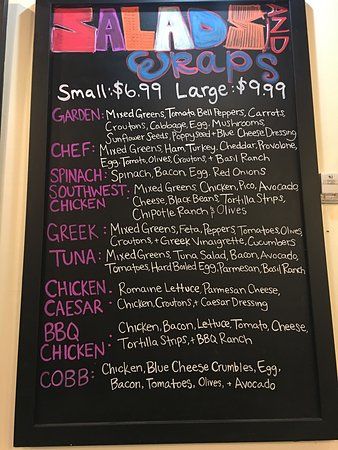 SALADS AND
Wraps
Small: $6.99 Large: $9.99
GARDEN: Mixed Greens, Tomato, Bell Peppers, Carrots,
Croutons, Cabbage, Egg, Mushrooms,
Sunflower Seeds, Poppyseed + Blue Cheese Dressing
CHEF: Mixed Greens, Ham, Turkey, Cheddar, Provolone,
Egg, Tomato, Olives, Croutons, + Basil Ranch
SPINACH: Spinach, Bacon, Egg, Red Onions
SOUTHWEST CHICKEN: Mixed Greens, Chicken, Pico, Avocado,
Cheese, Black Beans, Tortilla Strips,
Chipotle Ranch + Olives
GREEK: Mixed Greens, Feta, Peppers, Tomatoes, Olives,
Croutons + Greek Vinaigrette, Cucumbers
TUNA: Mixed Greens, Tuna Salad, Bacon, Avocado,
Tomatoes, Hard Boiled Egg, Parmesan, Basil Ranch
CHICKEN CAESAR: Romaine Lettuce, Parmesan Cheese,
Chicken, Croutons, + Caesar Dressing
BBQ CHICKEN: Chicken, Bacon, Lettuce, Tomato, Cheese,
Tortilla Strips, + BBQ Ranch
COBB: Chicken, Blue Cheese Crumbles, Egg,
Bacon, Tomatoes, Olives, + Avocado